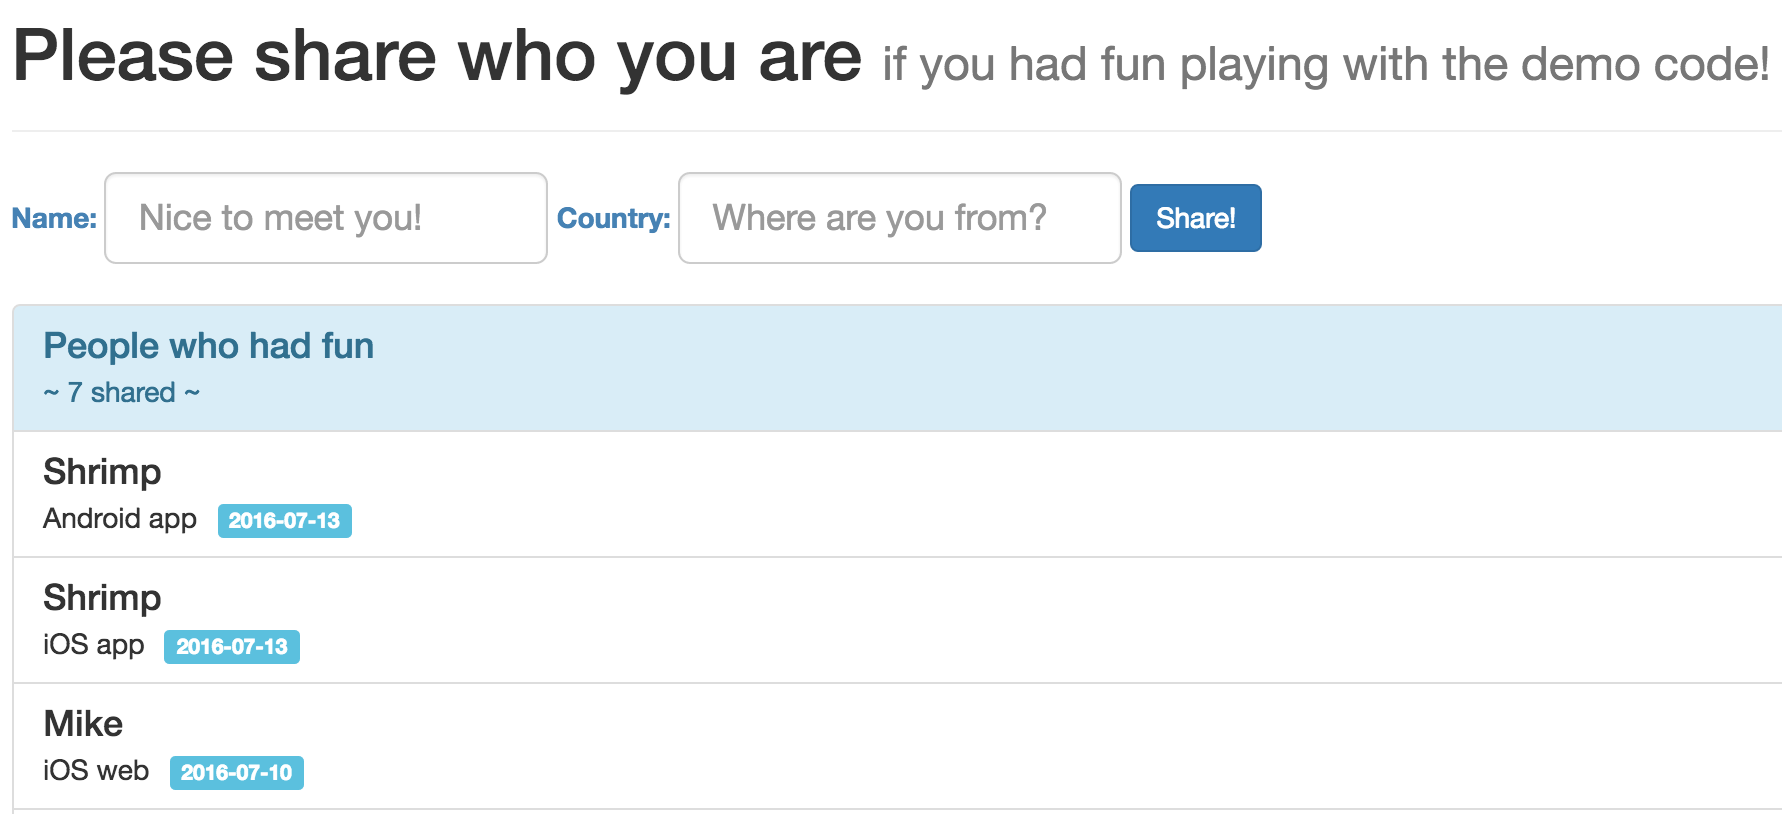 Please share who you are if you had fun playing with the demo code!
Name: Nice to meet you! Country: Where are you from? Share!
People who had fun
~ 7 shared ~
Shrimp
Android app 2016-07-13
Shrimp
iOS app 2016-07-13
Mike
iOS web 2016-07-10